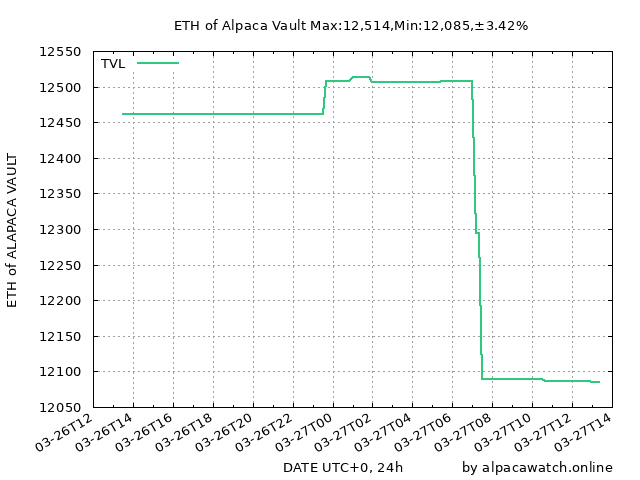 ETH of Alpaca Vault Max:12,514,Min:12,085,±3.42%
TVL
12550
12500
12450
12400
12350
12300
12250
12200
12150
12100
12050
ETH of ALAPACA VAULT
03-26T12
03-26T14
03-26T16
03-26T18
03-26T20
03-26T22
03-27T00
03-27T02
03-27T04
03-27T06
03-27T08
03-27T10
03-27T12
03-27T14
DATE UTC+0, 24h
by alpacawatch.online